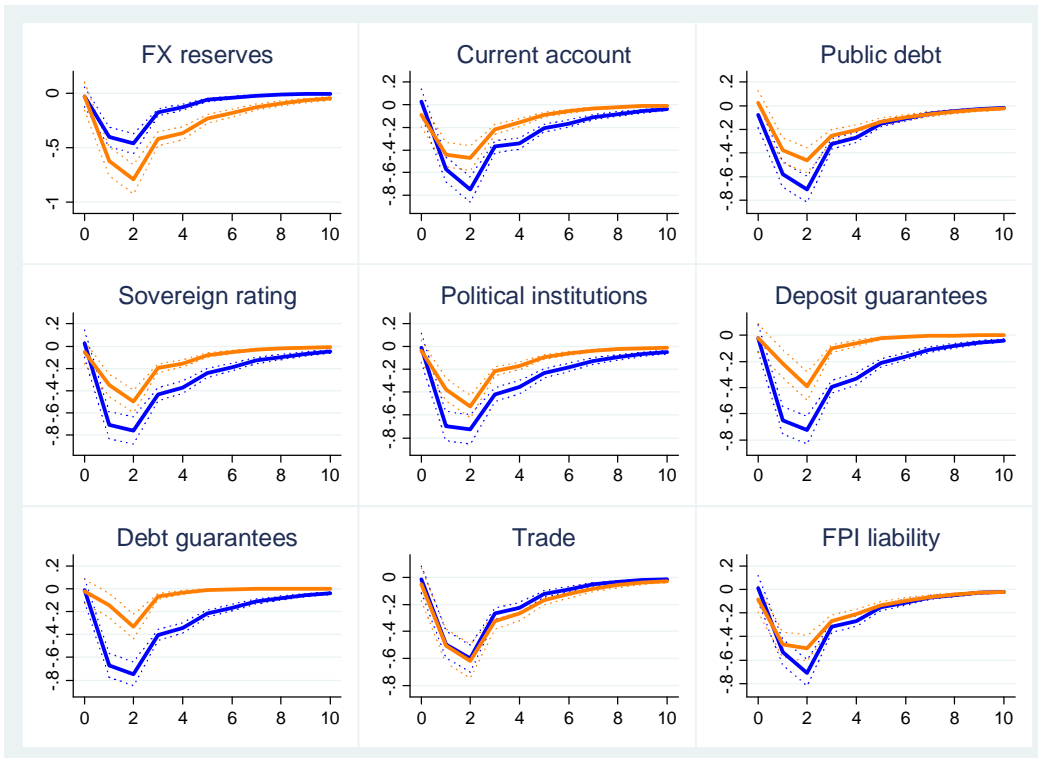 FX reserves
0
-.5
-1
0 2 4 6 8 10
Current account
.2
0
-.2
-.4
-.6
-.8
0 2 4 6 8 10
Public debt
.2
0
-.2
-.4
-.6
-.8
0 2 4 6 8 10
Sovereign rating
.2
0
-.2
-.4
-.6
-.8
0 2 4 6 8 10
Political institutions
.2
0
-.2
-.4
-.6
-.8
0 2 4 6 8 10
Deposit guarantees
0
-.2
-.4
-.6
-.8
0 2 4 6 8 10
Debt guarantees
.2
0
-.2
-.4
-.6
-.8
0 2 4 6 8 10
Trade
0
-.2
-.4
-.6
-.8
0 2 4 6 8 10
FPI liability
.2
0
-.2
-.4
-.6
-.8
0 2 4 6 8 10